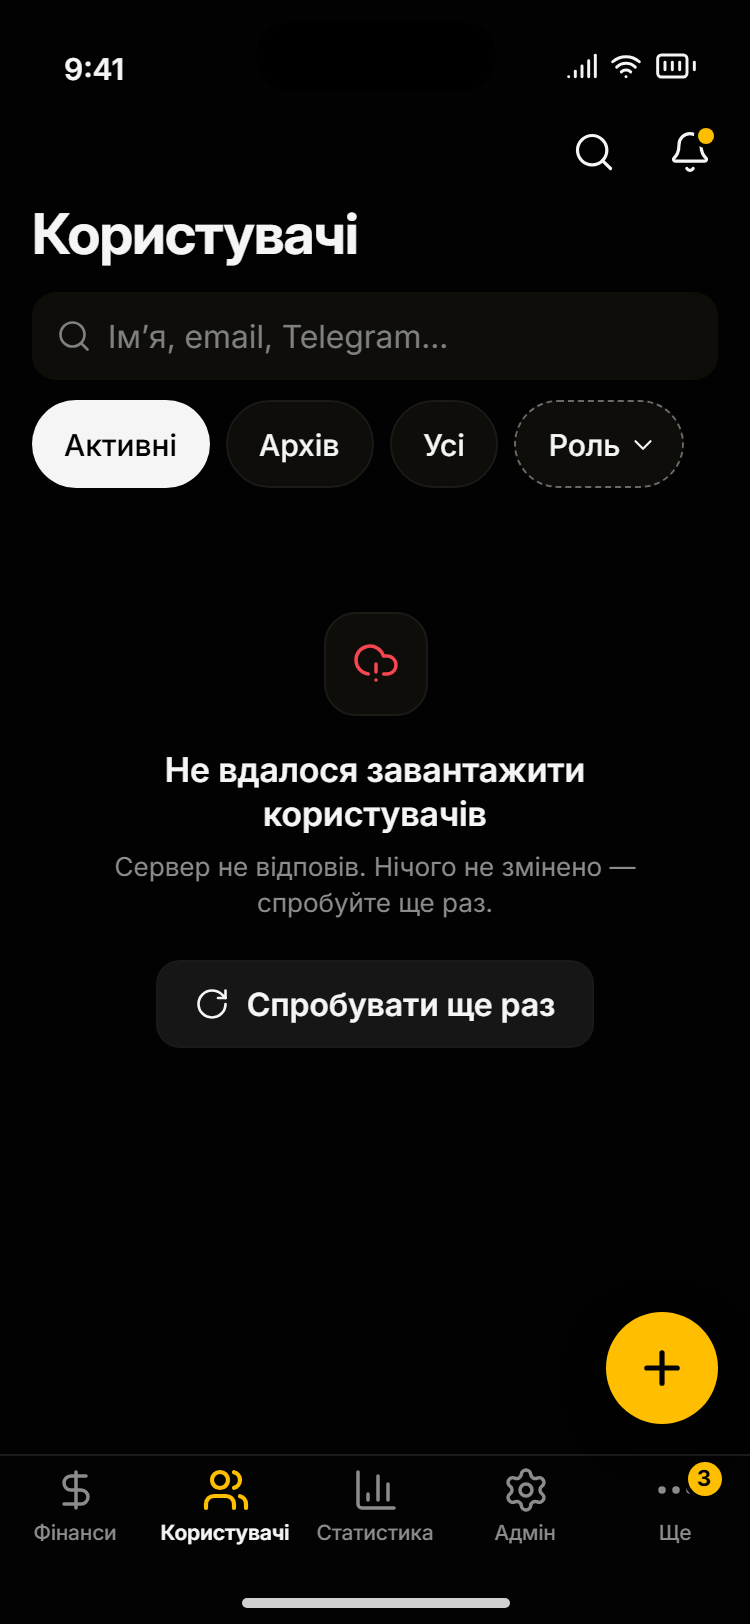 9:41
Користувачі
Ім’я, email, Telegram...
Активні
Архів
Усі
Роль
Не вдалося завантажити
користувачів
Сервер не відповів. Нічого не змінено —
спробуйте ще раз.
Спробувати ще раз
3
Фінанси
Користувачі
Статистика
Адмін
Ще